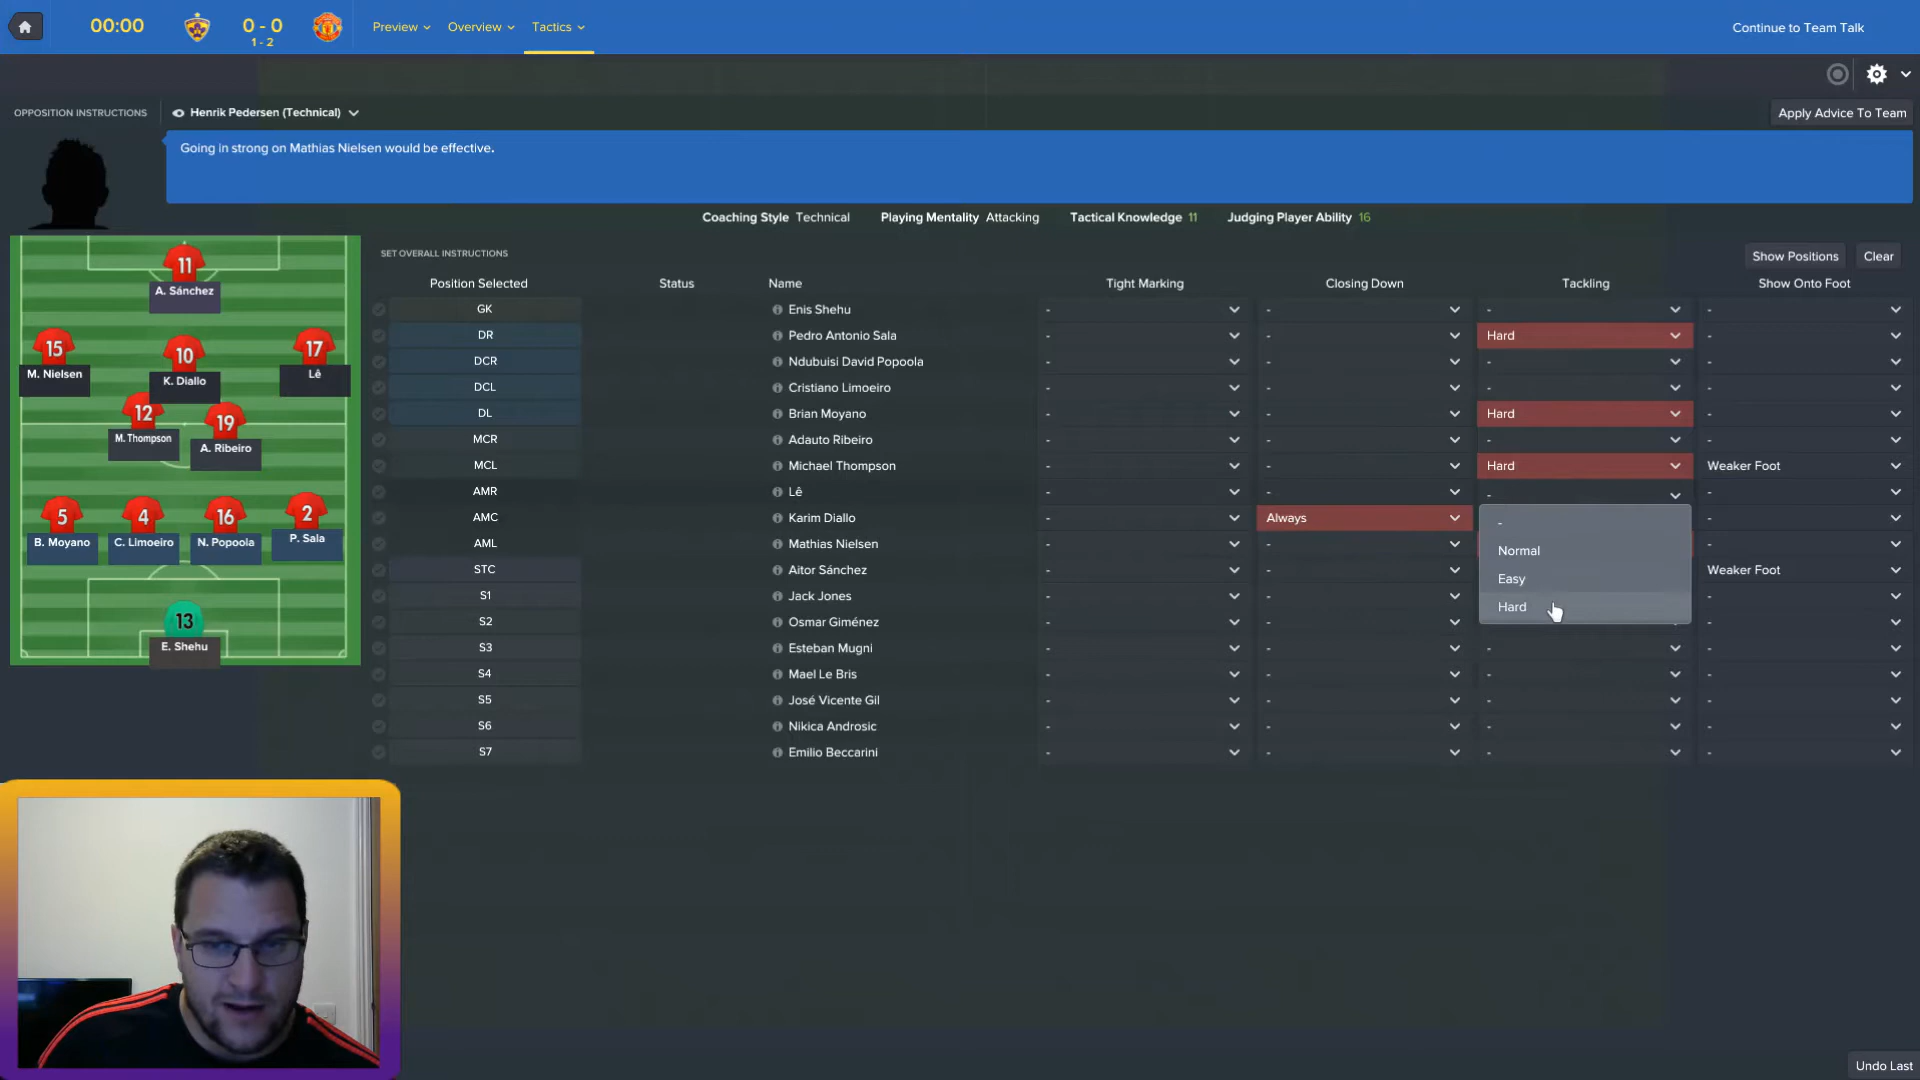 00:00
0 - 0
1 - 2
Preview
Overview
Tactics
Continue to Team Talk
OPPOSITION INSTRUCTIONS
Henrik Pedersen (Technical)
Apply Advice To Team
Going in strong on Mathias Nielsen would be effective.
Coaching Style Technical Playing Mentality Attacking Tactical Knowledge 11 Judging Player Ability 16
SET OVERALL INSTRUCTIONS
Show Positions Clear
Position Selected Status Name Tight Marking Closing Down Tackling Show Onto Foot
GK Enis Shehu - - - -
DR Pedro Antonio Sala - - Hard -
DCR Ndubuisi David Popoola - - - -
DCL Cristiano Limoeiro - - - -
DL Brian Moyano - - Hard -
MCR Adauto Ribeiro - - - -
MCL Michael Thompson - - Hard Weaker Foot
AMR Lê - - - -
AMC Karim Diallo - Always -
AML Mathias Nielsen - - -
STC Aitor Sánchez - - Weaker Foot
S1 Jack Jones - - -
S2 Osmar Giménez - - -
S3 Esteban Mugni - - - -
S4 Mael Le Bris - - - -
S5 José Vicente Gil - - - -
S6 Nikica Androsic - - - -
S7 Emilio Beccarini - - - -
-
Normal
Easy
Hard
11
A. Sánchez
15
M. Nielsen
10
K. Diallo
17
Lê
12
M. Thompson
19
A. Ribeiro
5
B. Moyano
4
C. Limoeiro
16
N. Popoola
2
P. Sala
13
E. Shehu
Undo Last